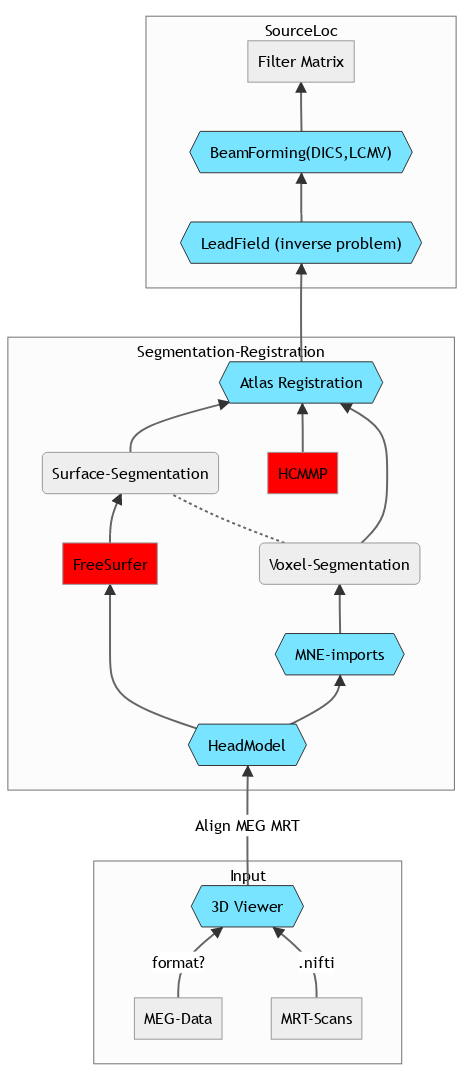 SourceLoc
Filter Matrix
BeamForming(DICS,LCMV)
LeadField (inverse problem)
Segmentation-Registration
Atlas Registration
Surface-Segmentation
HCMMP
FreeSurfer
Voxel-Segmentation
MNE-imports
HeadModel
Align MEG MRT
Input
3D Viewer
format?
.nifti
MEG-Data
MRT-Scans